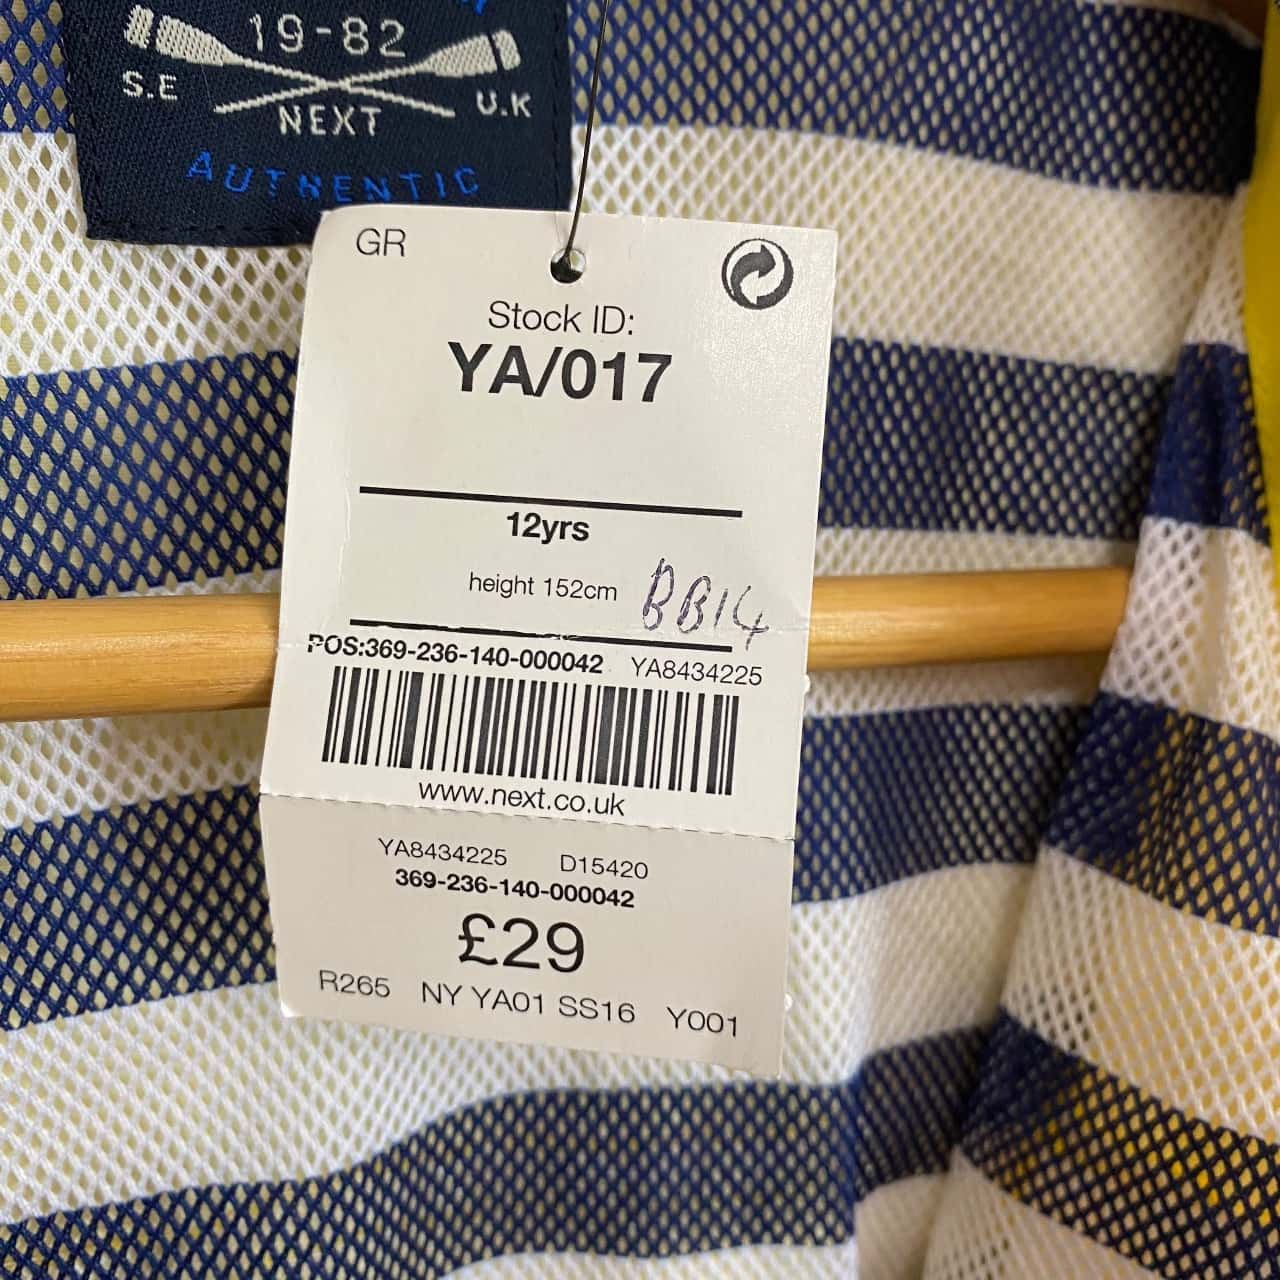 19-82
S.E
U.K
NEXT
AUTHENTIC
GR
Stock ID:
YA/017
12yrs
height 152cm
BB14
POS:369-236-140-000042 YA8434225
www.next.co.uk
YA8434225 D15420
369-236-140-000042
£29
R265 NY YA01 SS16 Y001